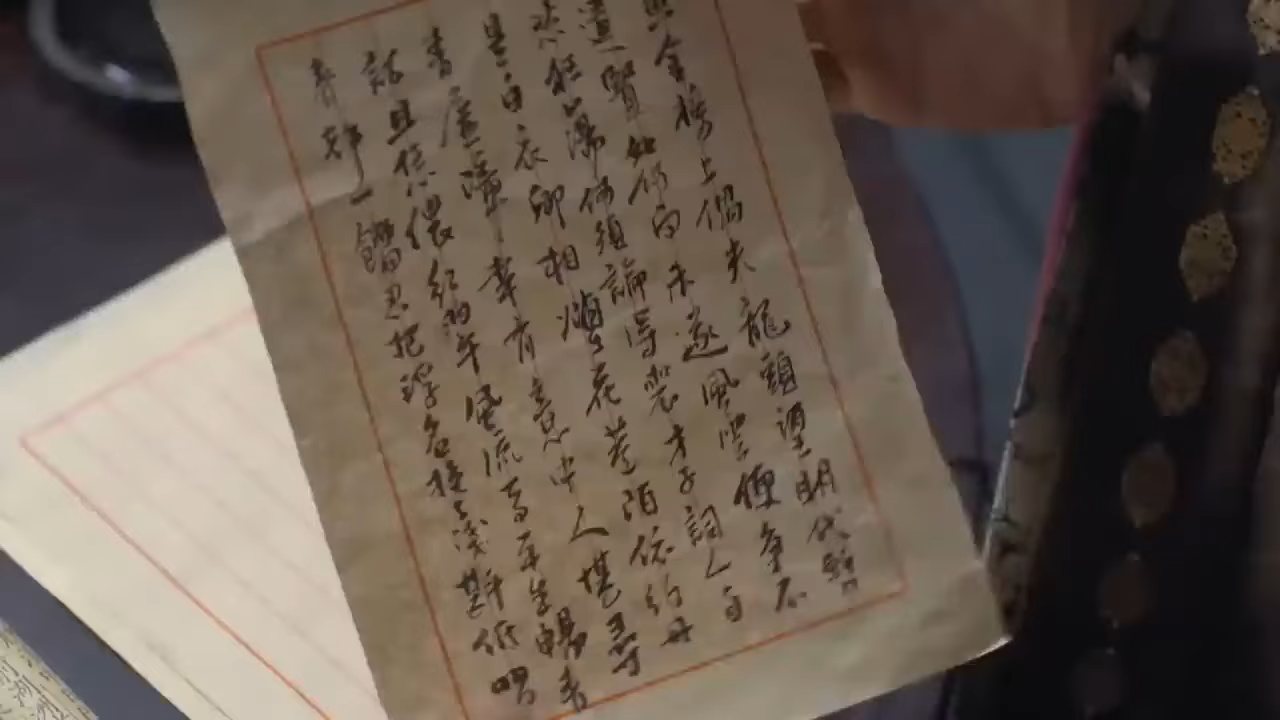 金榜上偶失龍頭望明代暫
遺賢如何向未遂風雲便爭不
恣狂蕩何須論得喪才子詞人自
是白衣卿相煙花巷陌依約丹
青屏障幸有意中人堪尋
訪且恁偎紅翠風流事平生暢青
春都一餉忍把浮名換了淺斟低唱